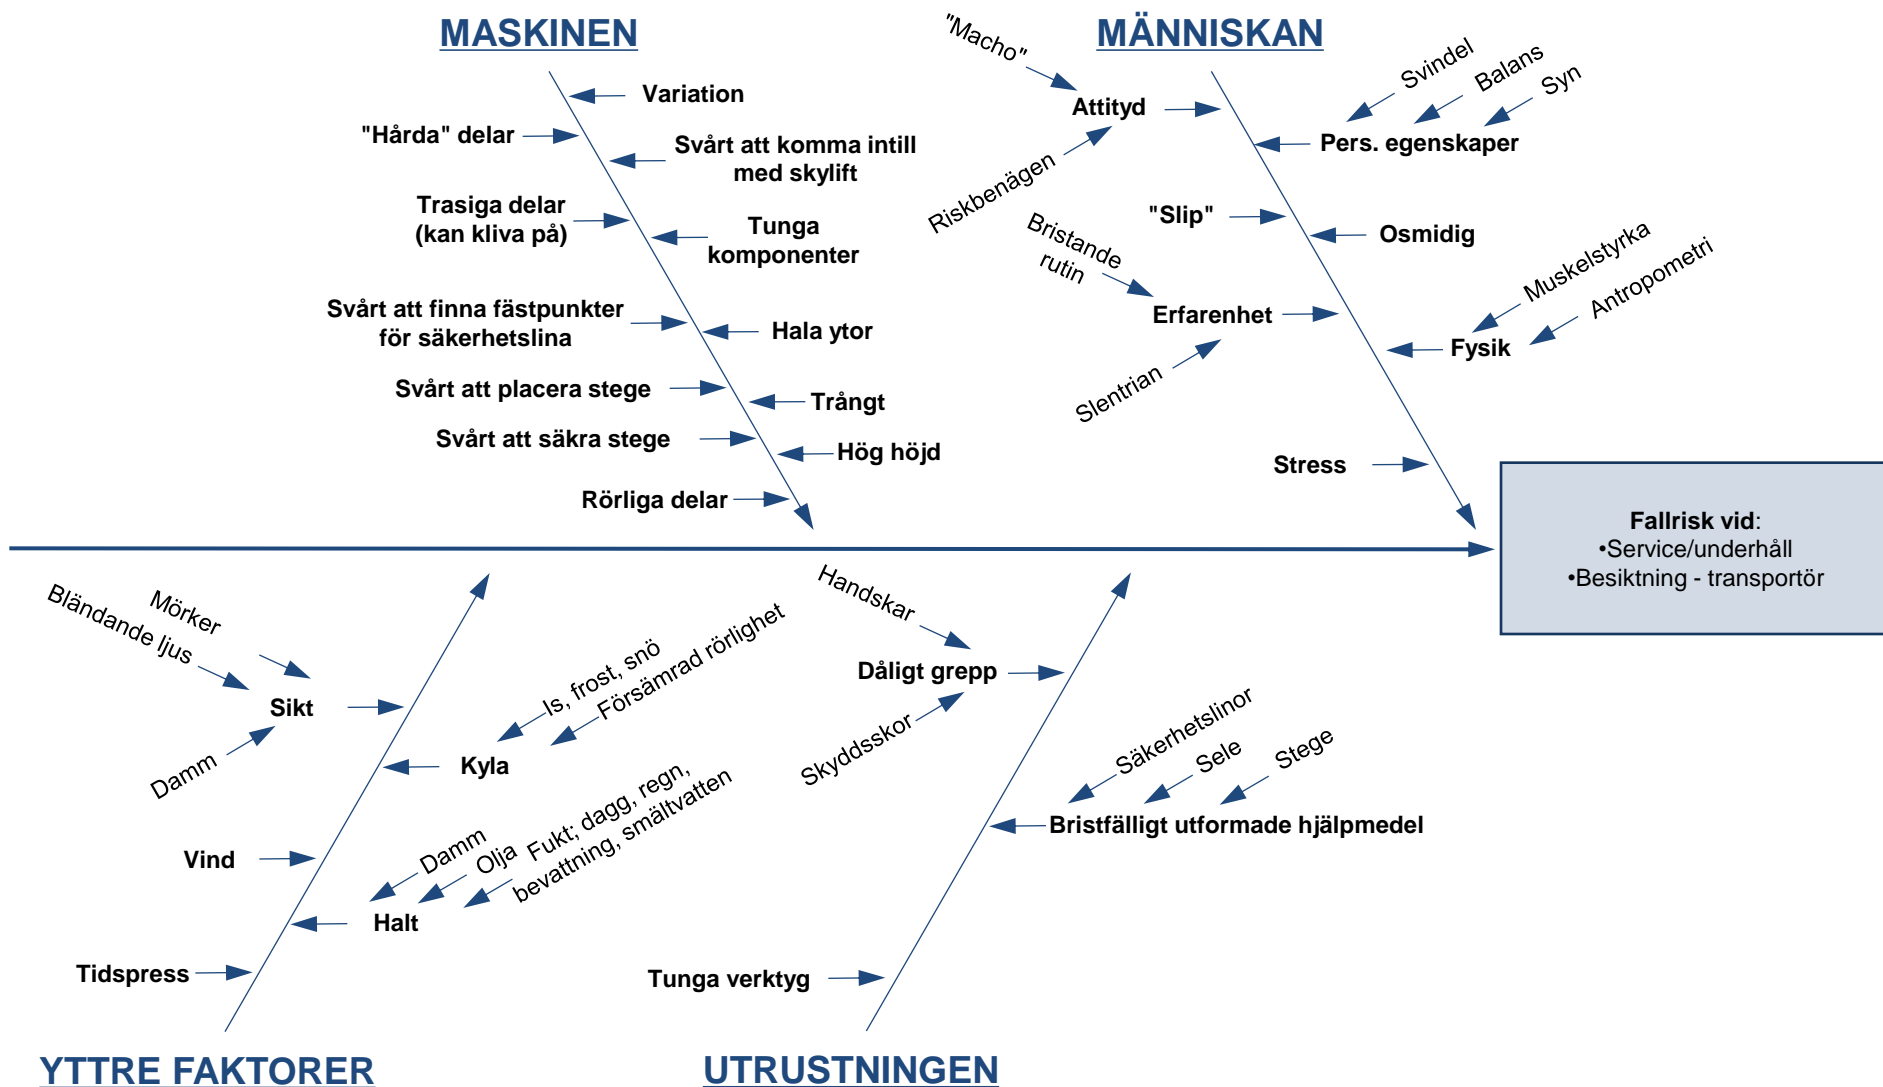 MASKINEN
Variation
"Hårda" delar
Svårt att komma intill
med skylift
Trasiga delar
(kan kliva på)
Tunga
komponenter
Svårt att finna fästpunkter
för säkerhetslina
Hala ytor
Svårt att placera stege
Trångt
Svårt att säkra stege
Hög höjd
Rörliga delar
MÄNNISKAN
"Macho"
Attityd
Riskbenägen
Svindel
Balans
Syn
Pers. egenskaper
"Slip"
Osmidig
Bristande
rutin
Erfarenhet
Slentrian
Muskelstyrka
Antropometri
Fysik
Stress
Fallrisk vid:
•Service/underhåll
•Besiktning - transportör
Mörker
Bländande ljus
Sikt
Damm
Is, frost, snö
Försämrad rörlighet
Kyla
Vind
Damm
Olja
Fukt; dagg, regn,
bevattning, smältvatten
Halt
Tidspress
YTTRE FAKTORER
Handskar
Dåligt grepp
Skyddsskor
Säkerhetslinor
Sele
Stege
Bristfälligt utformade hjälpmedel
Tunga verktyg
UTRUSTNINGEN